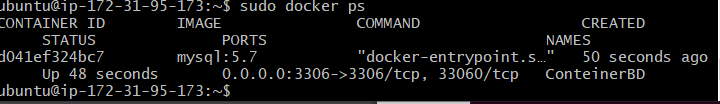 ubuntu@ip-172-31-95-173:~$ sudo docker ps
CONTAINER ID IMAGE COMMAND CREATED
STATUS PORTS NAMES
d041ef324bc7 mysql:5.7 "docker-entrypoint.s…" 50 seconds ago
Up 48 seconds 0.0.0.0:3306->3306/tcp, 33060/tcp ConteinerBD
ubuntu@ip-172-31-95-173:~$